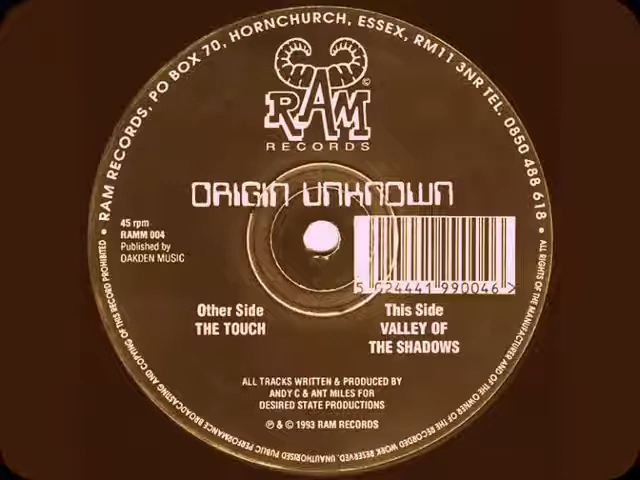 RAM RECORDS, PO BOX 70, HORNCHURCH, ESSEX, RM11 3NR TEL. 0850 488 618
©
RAM
RECORDS
ORIGIN UNKNOWN
45 rpm
RAMM 004
Published by
OAKDEN MUSIC
5 024441 990046 >
Other Side
THE TOUCH
This Side
VALLEY OF
THE SHADOWS
ALL TRACKS WRITTEN & PRODUCED BY
ANDY C & ANT MILES FOR
DESIRED STATE PRODUCTIONS
℗ & © 1993 RAM RECORDS
• ALL RIGHTS OF THE MANUFACTURER AND OF THE OWNER OF THE RECORDED WORK RESERVED. UNAUTHORISED PUBLIC PERFORMANCE BROADCASTING AND COPYING OF THIS RECORD PROHIBITED •